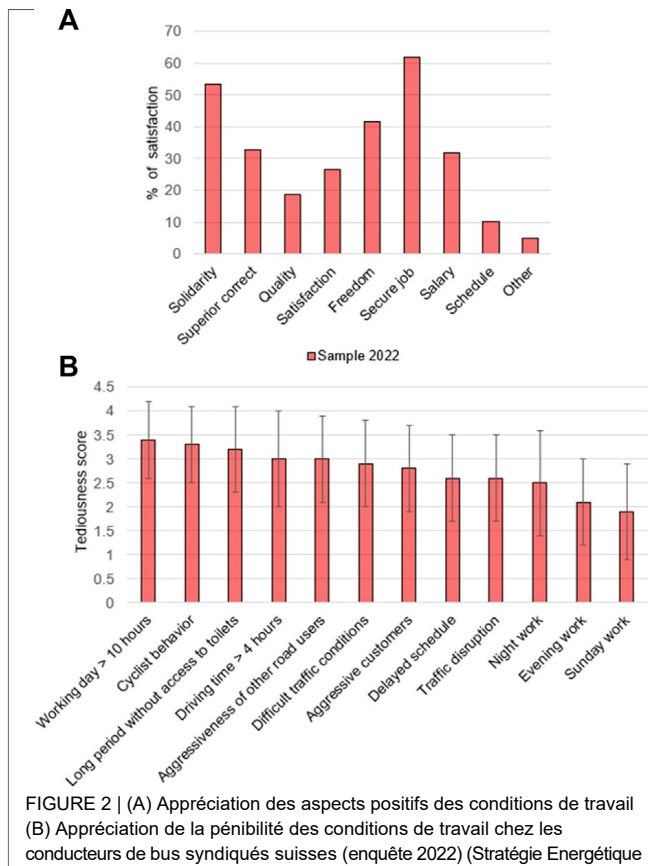 A
% of satisfaction
70
60
50
40
30
20
10
0
Solidarity
Superior correct
Quality
Satisfaction
Freedom
Secure job
Salary
Schedule
Other
Sample 2022
B
Tediousness score
4.5
4
3.5
3
2.5
2
1.5
1
0.5
0
Working day > 10 hours
Cyclist behavior
Long period without access to toilets
Driving time > 4 hours
Aggressiveness of other road users
Difficult traffic conditions
Aggressive customers
Delayed schedule
Traffic disruption
Night work
Evening work
Sunday work
FIGURE 2 | (A) Appréciation des aspects positifs des conditions de travail
(B) Appréciation de la pénibilité des conditions de travail chez les
conducteurs de bus syndiqués suisses (enquête 2022) (Stratégie Energétique